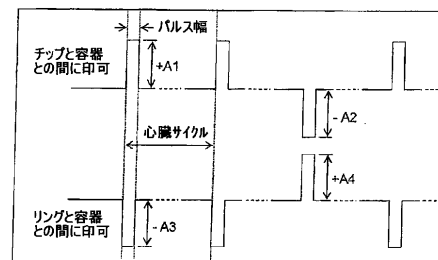 パルス幅
チップと容器
との間に印可
+A1
-A2
心臓サイクル
+A4
リングと容器
との間に印可
-A3